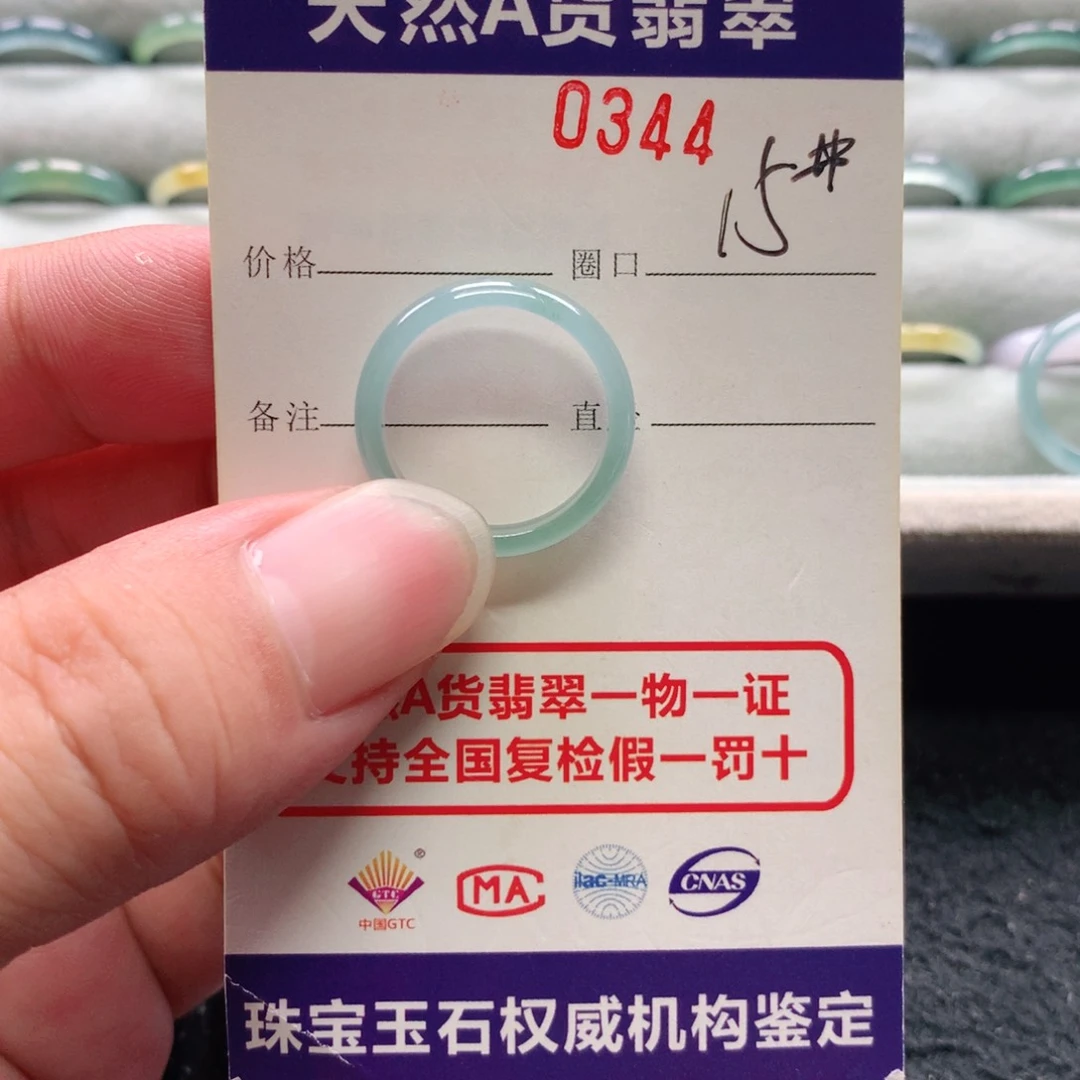 天然A货翡翠
0344
15#
价格 圈口
备注 直
A货翡翠一物一证
持全国复检假一罚十
GTC ®
中国GTC
MA
ilac-MRA
CNAS
珠宝玉石权威机构鉴定